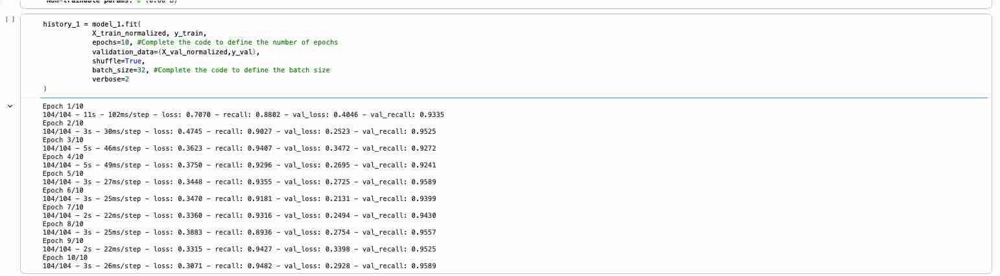 Non-trainable params: 0 (0.00 B)
[ ]
history_1 = model_1.fit(
X_train_normalized, y_train,
epochs=10, #Complete the code to define the number of epochs
validation_data=(X_val_normalized,y_val),
shuffle=True,
batch_size=32, #Complete the code to define the batch size
verbose=2
)
Epoch 1/10
104/104 – 11s – 102ms/step – loss: 0.7070 – recall: 0.8802 – val_loss: 0.4046 – val_recall: 0.9335
Epoch 2/10
104/104 – 3s – 30ms/step – loss: 0.4745 – recall: 0.9027 – val_loss: 0.2523 – val_recall: 0.9525
Epoch 3/10
104/104 – 5s – 46ms/step – loss: 0.3623 – recall: 0.9407 – val_loss: 0.3472 – val_recall: 0.9272
Epoch 4/10
104/104 – 5s – 49ms/step – loss: 0.3750 – recall: 0.9296 – val_loss: 0.2695 – val_recall: 0.9241
Epoch 5/10
104/104 – 3s – 27ms/step – loss: 0.3448 – recall: 0.9355 – val_loss: 0.2725 – val_recall: 0.9589
Epoch 6/10
104/104 – 3s – 25ms/step – loss: 0.3470 – recall: 0.9181 – val_loss: 0.2131 – val_recall: 0.9399
Epoch 7/10
104/104 – 2s – 22ms/step – loss: 0.3360 – recall: 0.9316 – val_loss: 0.2494 – val_recall: 0.9430
Epoch 8/10
104/104 – 3s – 25ms/step – loss: 0.3883 – recall: 0.8936 – val_loss: 0.2754 – val_recall: 0.9557
Epoch 9/10
104/104 – 2s – 22ms/step – loss: 0.3315 – recall: 0.9427 – val_loss: 0.3398 – val_recall: 0.9525
Epoch 10/10
104/104 – 3s – 26ms/step – loss: 0.3071 – recall: 0.9482 – val_loss: 0.2928 – val_recall: 0.9589